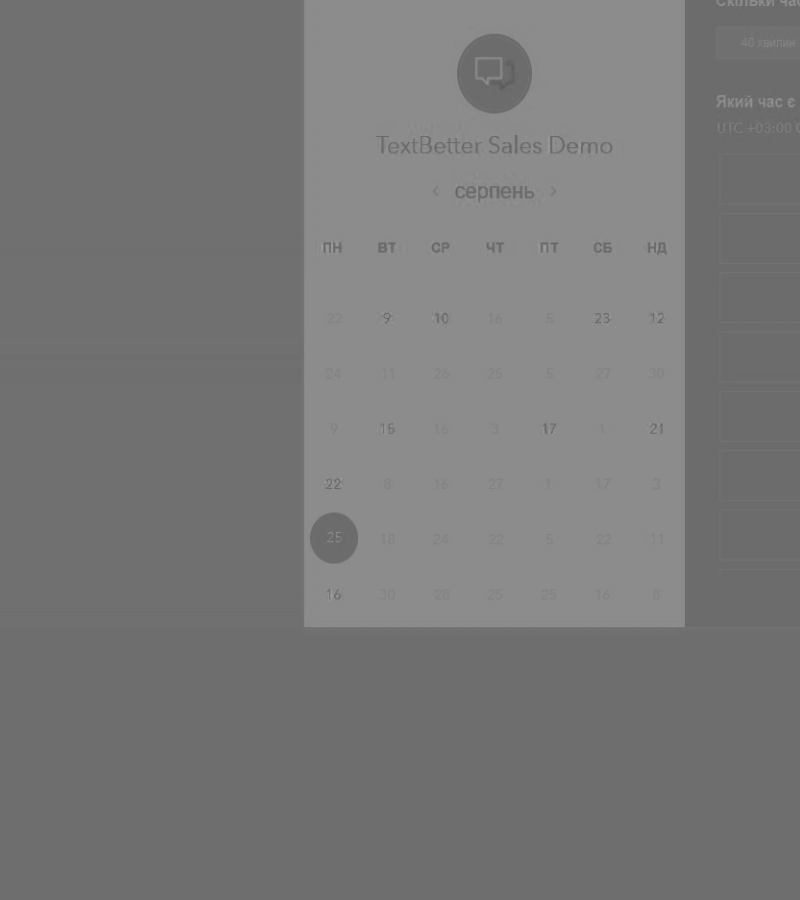 Скільки час
40 хвилин
TextBetter Sales Demo
Який час є
UTC +03:00
< серпень >
ПН ВТ СР ЧТ ПТ СБ НД
22 9 10 16 5 23 12
24 11 26 25 5 27 30
9 15 16 3 17 1 21
22 8 16 27 1 17 3
25 18 24 22 5 22 11
16 30 28 25 25 16 8